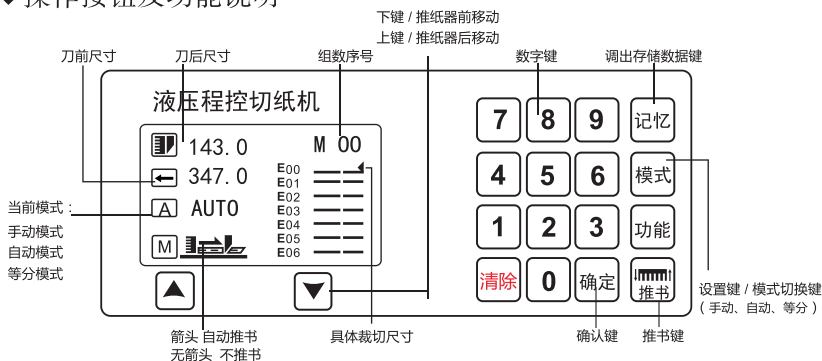 操作按钮及功能说明
下键 / 推纸器前移动
上键 / 推纸器后移动
刀前尺寸 刀后尺寸 组数序号 数字键 调出存储数据键
液压程控切纸机
143. 0 M 00
347. 0
A AUTO
M
E00
E01
E02
E03
E04
E05
E06
7 8 9 记忆
4 5 6 模式
1 2 3 功能
清除 0 确定 推书
当前模式：
手动模式
自动模式
等分模式
设置键 / 模式切换键
( 手动、自动、等分 )
箭头 自动推书
无箭头 不推书
具体裁切尺寸
确认键
推书键